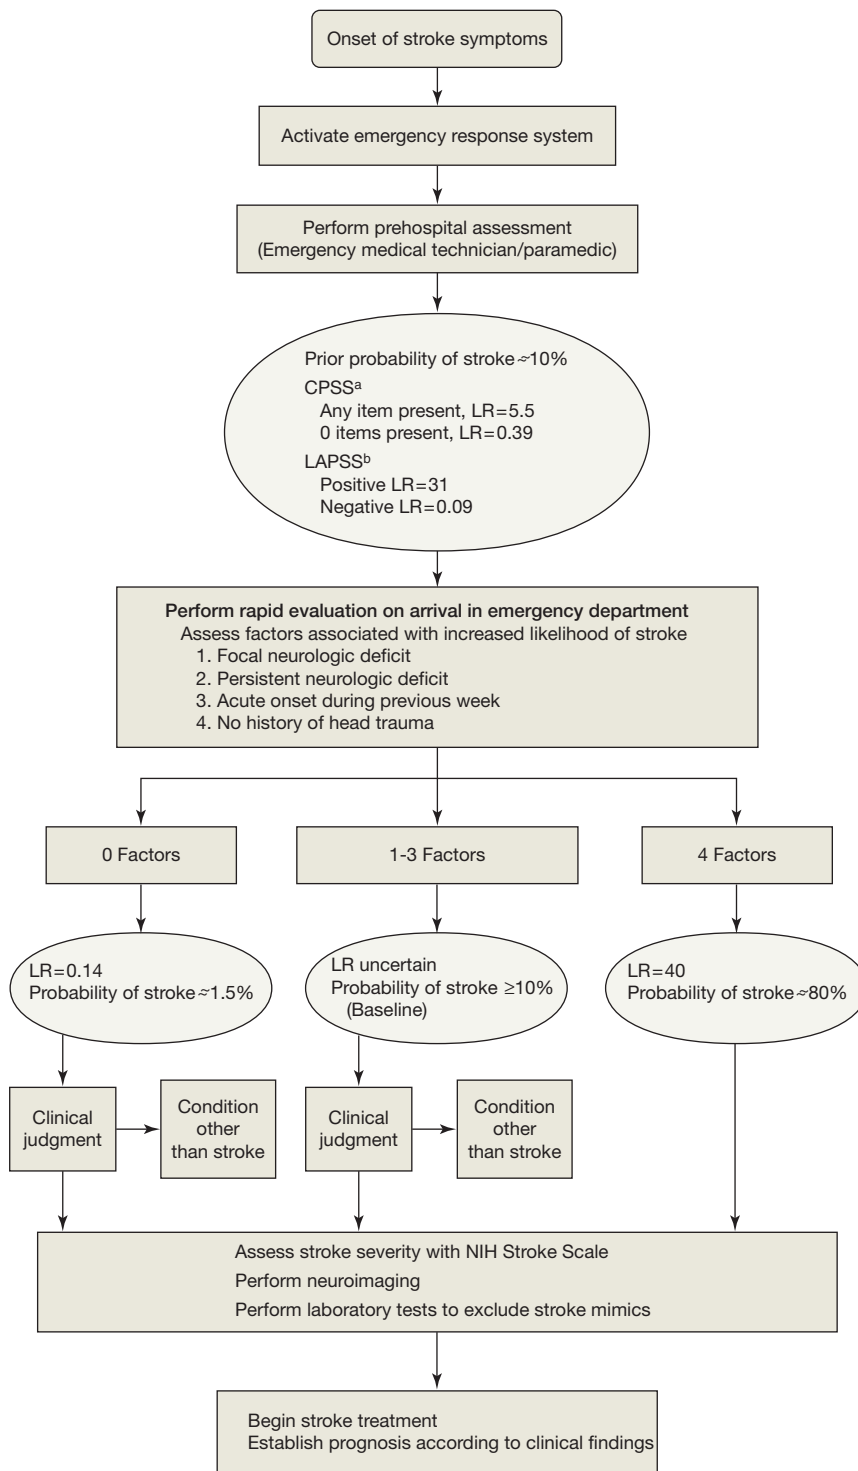 Onset of stroke symptoms
Activate emergency response system
Perform prehospital assessment
(Emergency medical technician/paramedic)
Prior probability of stroke ≈10%
CPSSᵃ
Any item present, LR=5.5
0 items present, LR=0.39
LAPSSᵇ
Positive LR=31
Negative LR=0.09
Perform rapid evaluation on arrival in emergency department
Assess factors associated with increased likelihood of stroke
1. Focal neurologic deficit
2. Persistent neurologic deficit
3. Acute onset during previous week
4. No history of head trauma
0 Factors
1-3 Factors
4 Factors
LR=0.14
Probability of stroke ≈1.5%
LR uncertain
Probability of stroke ≥10%
(Baseline)
LR=40
Probability of stroke ≈80%
Clinical
judgment
Condition
other
than stroke
Clinical
judgment
Condition
other
than stroke
Assess stroke severity with NIH Stroke Scale
Perform neuroimaging
Perform laboratory tests to exclude stroke mimics
Begin stroke treatment
Establish prognosis according to clinical findings